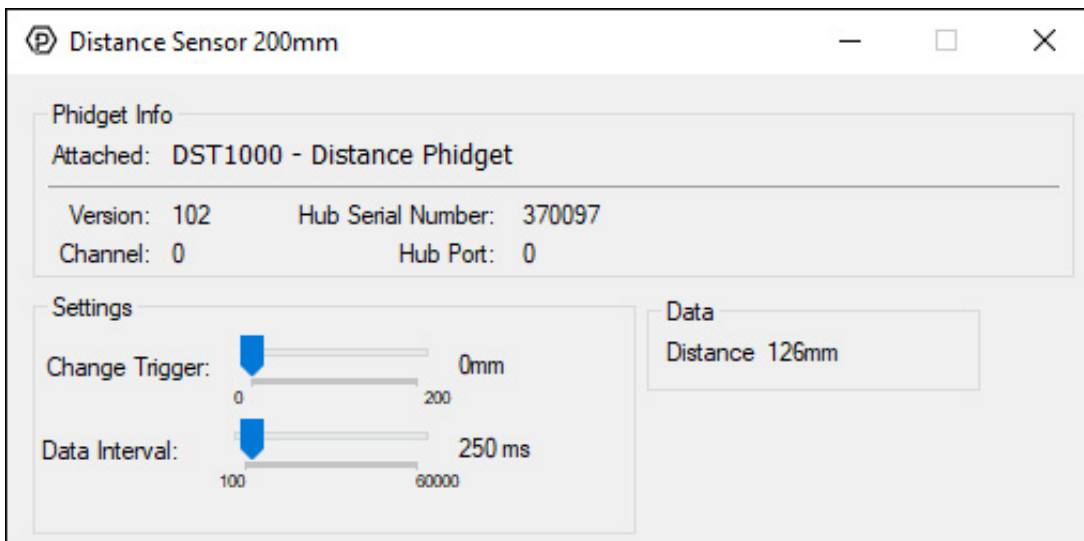 Distance Sensor 200mm
Phidget Info
Attached: DST1000 - Distance Phidget
Version: 102 Hub Serial Number: 370097
Channel: 0 Hub Port: 0
Settings
Change Trigger: 0mm
0 200
Data Interval: 250 ms
100 60000
Data
Distance 126mm